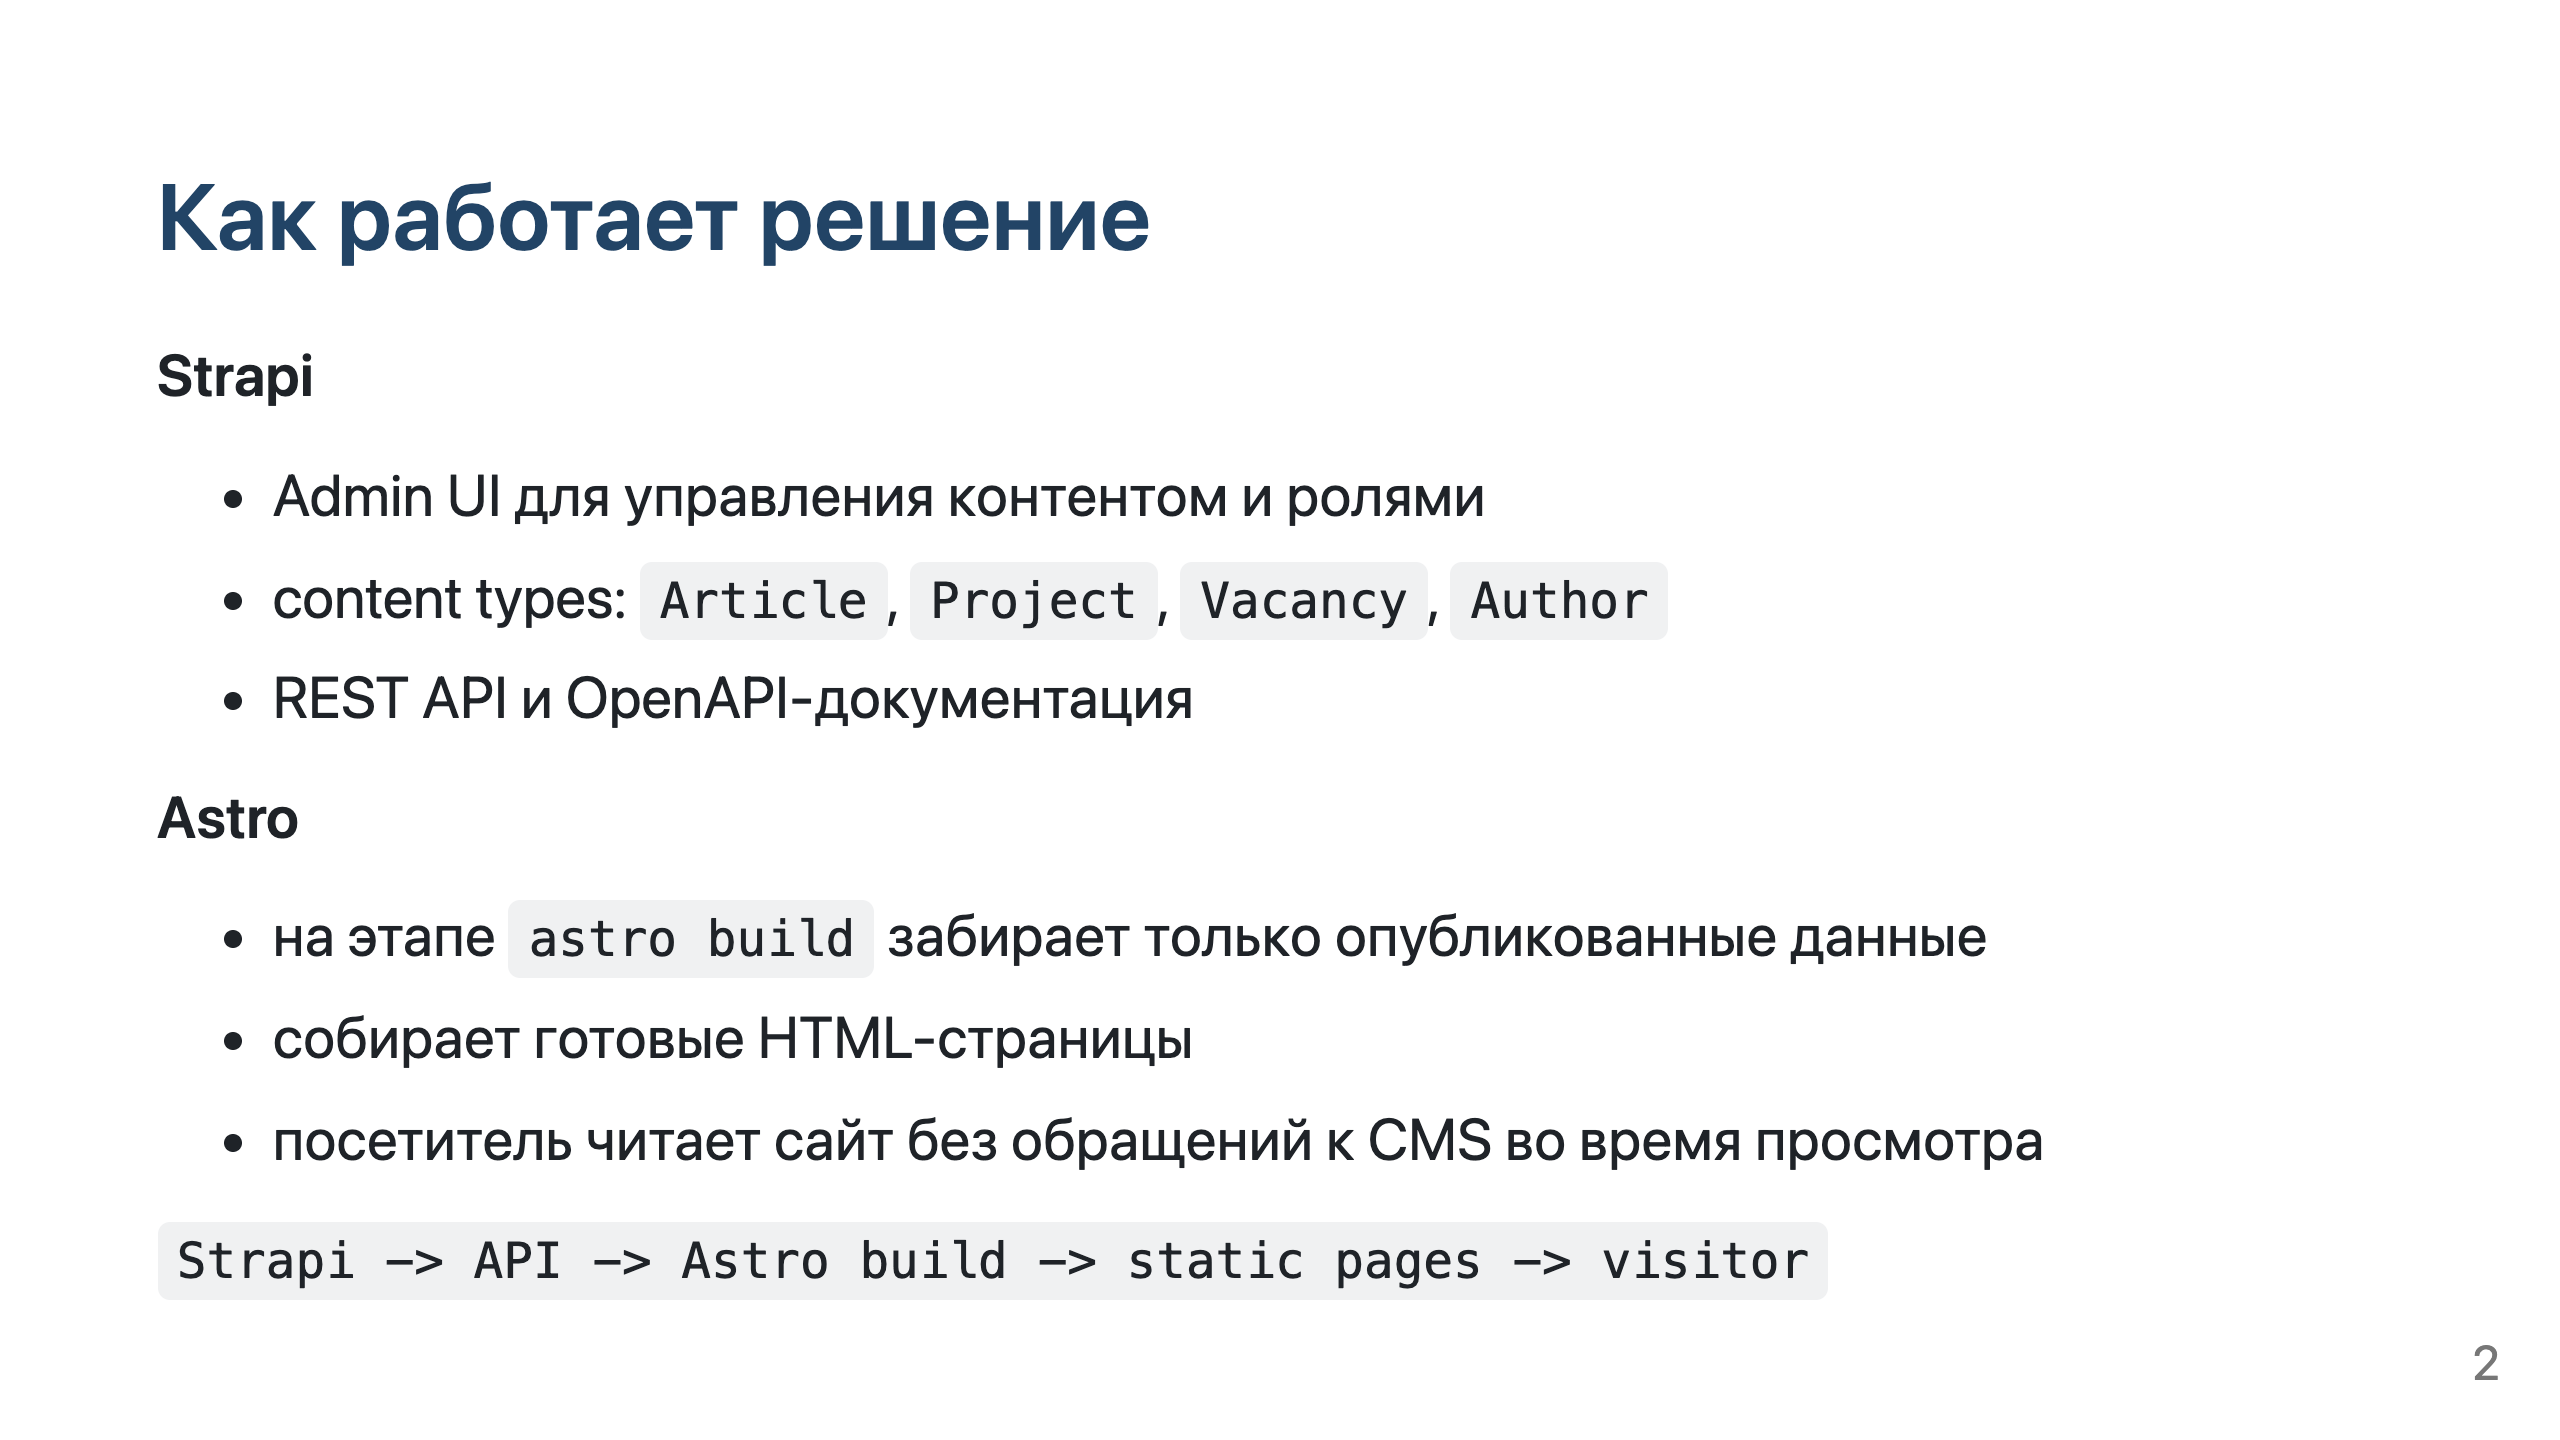 Как работает решение
Strapi
• Admin UI для управления контентом и ролями
• content types: Article, Project, Vacancy, Author
• REST API и OpenAPI-документация
Astro
• на этапе astro build забирает только опубликованные данные
• собирает готовые HTML-страницы
• посетитель читает сайт без обращений к CMS во время просмотра
Strapi —> API —> Astro build —> static pages —> visitor
2